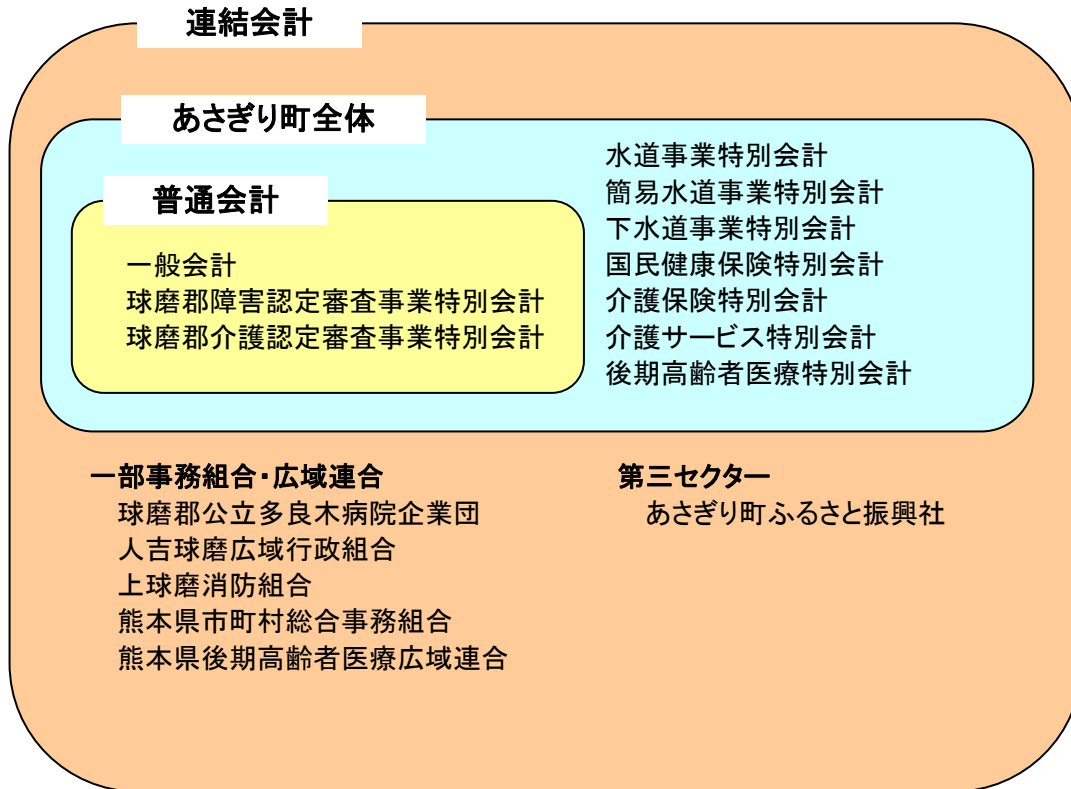 連結会計
あさぎり町全体
普通会計
一般会計
球磨郡障害認定審査事業特別会計
球磨郡介護認定審査事業特別会計
水道事業特別会計
簡易水道事業特別会計
下水道事業特別会計
国民健康保険特別会計
介護保険特別会計
介護サービス特別会計
後期高齢者医療特別会計
一部事務組合・広域連合
球磨郡公立多良木病院企業団
人吉球磨広域行政組合
上球磨消防組合
熊本県市町村総合事務組合
熊本県後期高齢者医療広域連合
第三セクター
あさぎり町ふるさと振興社